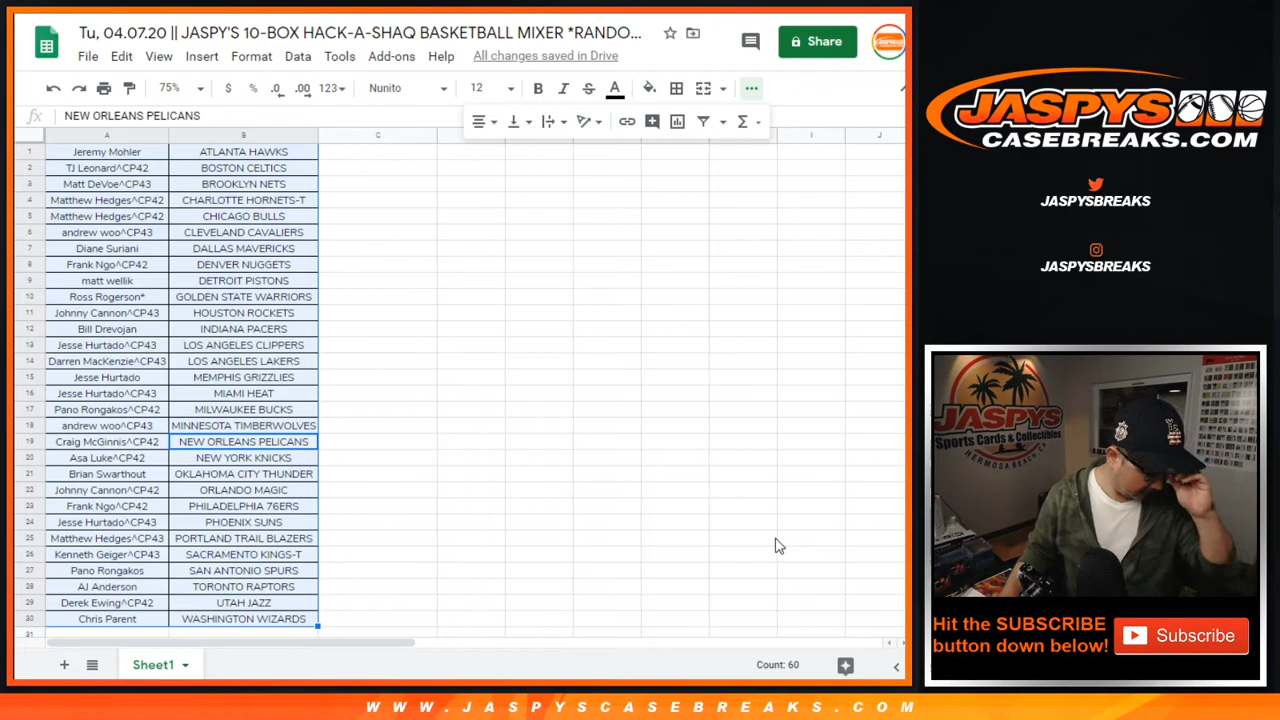 Tu, 04.07.20 || JASPY'S 10-BOX HACK-A-SHAQ BASKETBALL MIXER *RANDO...
Share
File Edit View Insert Format Data Tools Add-ons Help All changes saved in Drive
75% $ % .0 .00 123 Nunito 12 B I S A
fx NEW ORLEANS PELICANS
A B C I J
1 Jeremy Mohler ATLANTA HAWKS
2 TJ Leonard^CP42 BOSTON CELTICS
3 Matt DeVoe^CP43 BROOKLYN NETS
4 Matthew Hedges^CP42 CHARLOTTE HORNETS-T
5 Matthew Hedges^CP42 CHICAGO BULLS
6 andrew woo^CP43 CLEVELAND CAVALIERS
7 Diane Suriani DALLAS MAVERICKS
8 Frank Ngo^CP42 DENVER NUGGETS
9 matt wellik DETROIT PISTONS
10 Ross Rogerson* GOLDEN STATE WARRIORS
11 Johnny Cannon^CP43 HOUSTON ROCKETS
12 Bill Drevojan INDIANA PACERS
13 Jesse Hurtado^CP43 LOS ANGELES CLIPPERS
14 Darren MacKenzie^CP43 LOS ANGELES LAKERS
15 Jesse Hurtado MEMPHIS GRIZZLIES
16 Jesse Hurtado^CP43 MIAMI HEAT
17 Pano Rongakos^CP42 MILWAUKEE BUCKS
18 andrew woo^CP43 MINNESOTA TIMBERWOLVES
19 Craig McGinnis^CP42 NEW ORLEANS PELICANS
20 Asa Luke^CP42 NEW YORK KNICKS
21 Brian Swarthout OKLAHOMA CITY THUNDER
22 Johnny Cannon^CP42 ORLANDO MAGIC
23 Frank Ngo^CP42 PHILADELPHIA 76ERS
24 Jesse Hurtado^CP43 PHOENIX SUNS
25 Matthew Hedges^CP43 PORTLAND TRAIL BLAZERS
26 Kenneth Geiger^CP43 SACRAMENTO KINGS-T
27 Pano Rongakos SAN ANTONIO SPURS
28 AJ Anderson TORONTO RAPTORS
29 Derek Ewing^CP42 UTAH JAZZ
30 Chris Parent WASHINGTON WIZARDS
31
Sheet1
Count: 60
JASPYS
CASEBREAKS.COM
JASPYSBREAKS
JASPYSBREAKS
JASPYS
Sports Cards & Collectibles
HERMOSA BEACH, CA
Hit the SUBSCRIBE
button down below!
Subscribe
WWW.JASPYSCASEBREAKS.COM